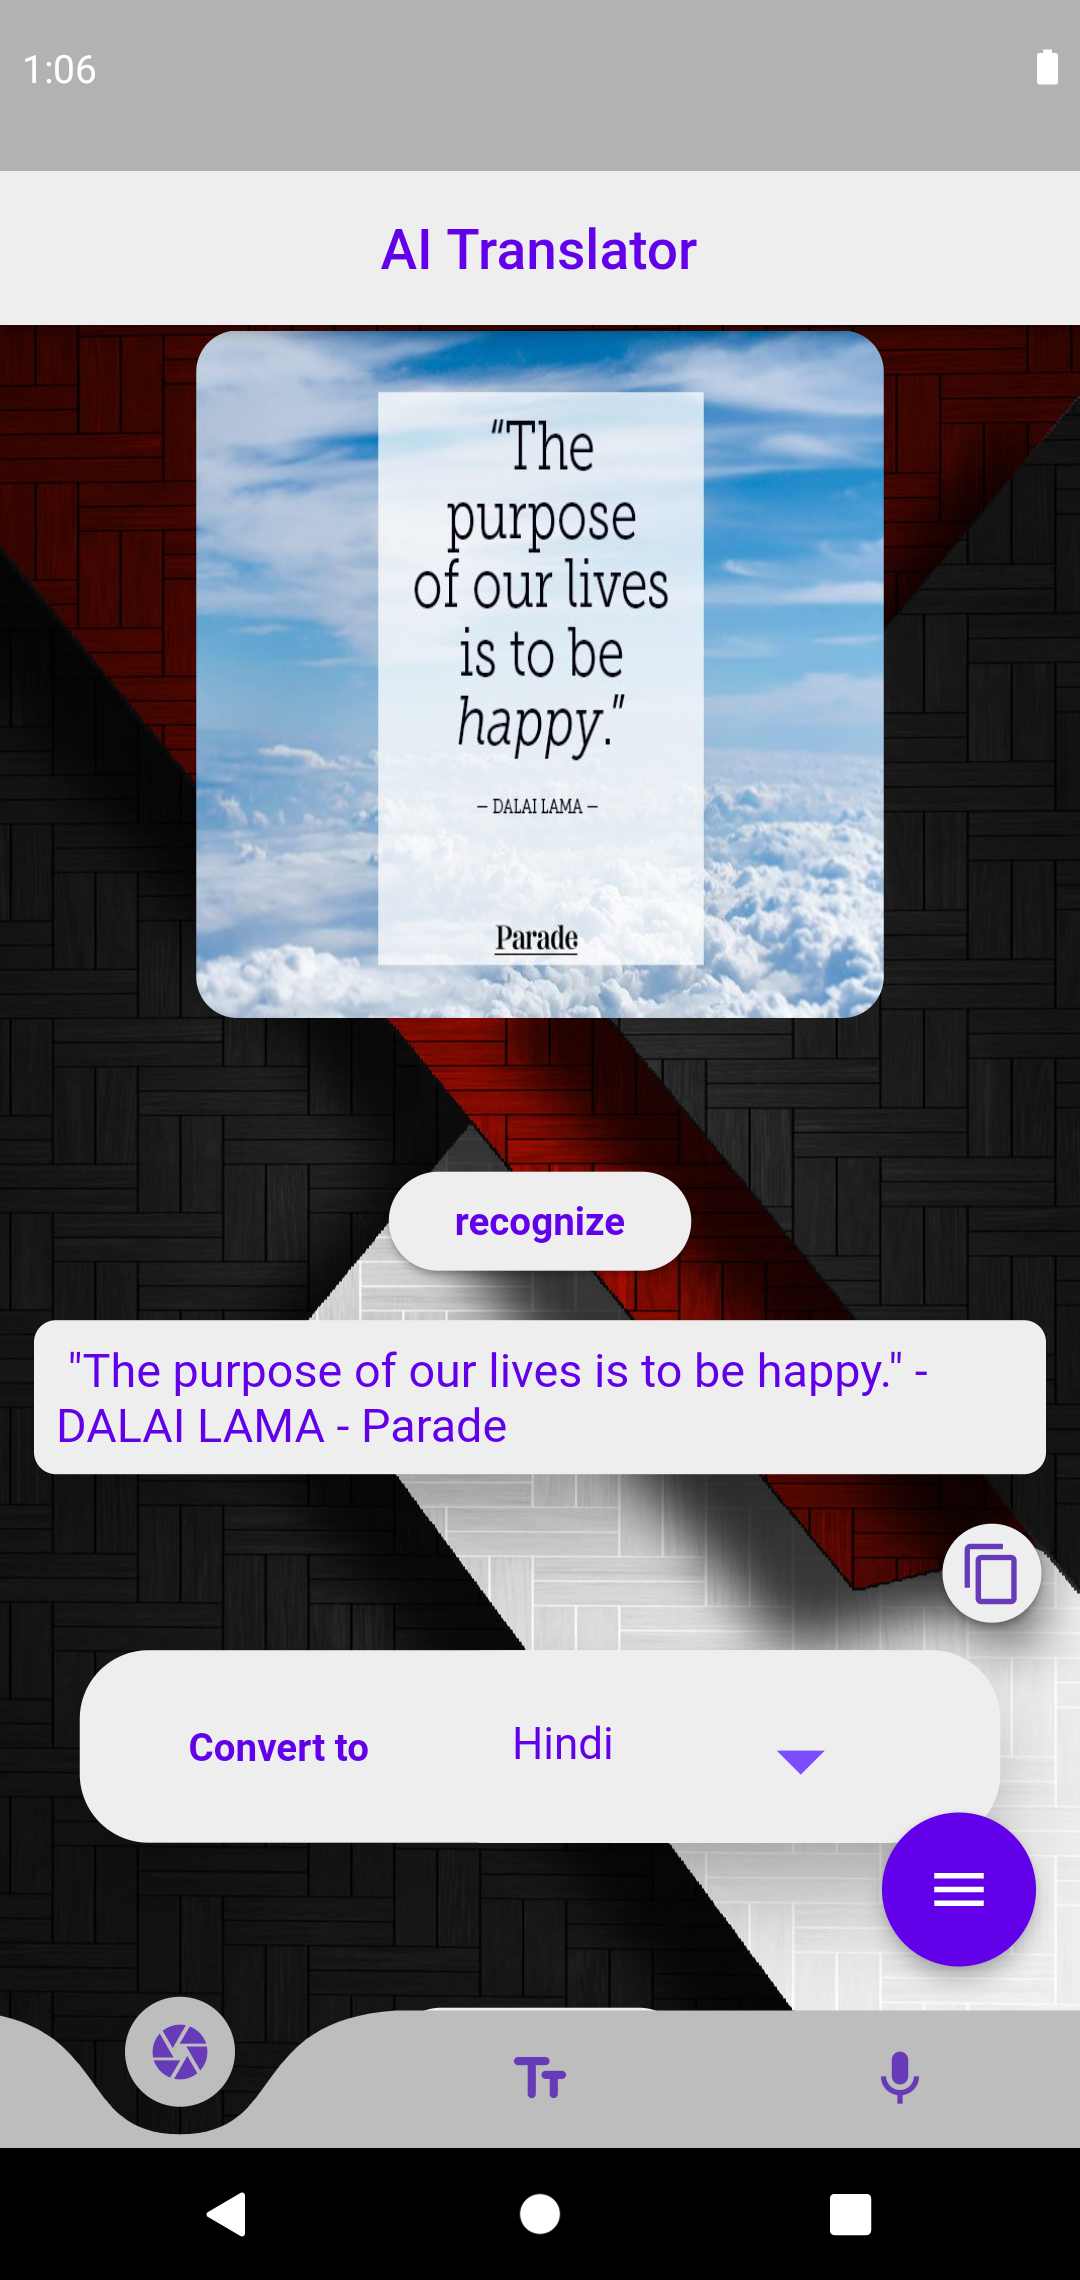 1:06
AI Translator
“The
purpose
of our lives
is to be
happy.”
— DALAI LAMA —
Parade
recognize
"The purpose of our lives is to be happy." -
DALAI LAMA - Parade
Convert to Hindi